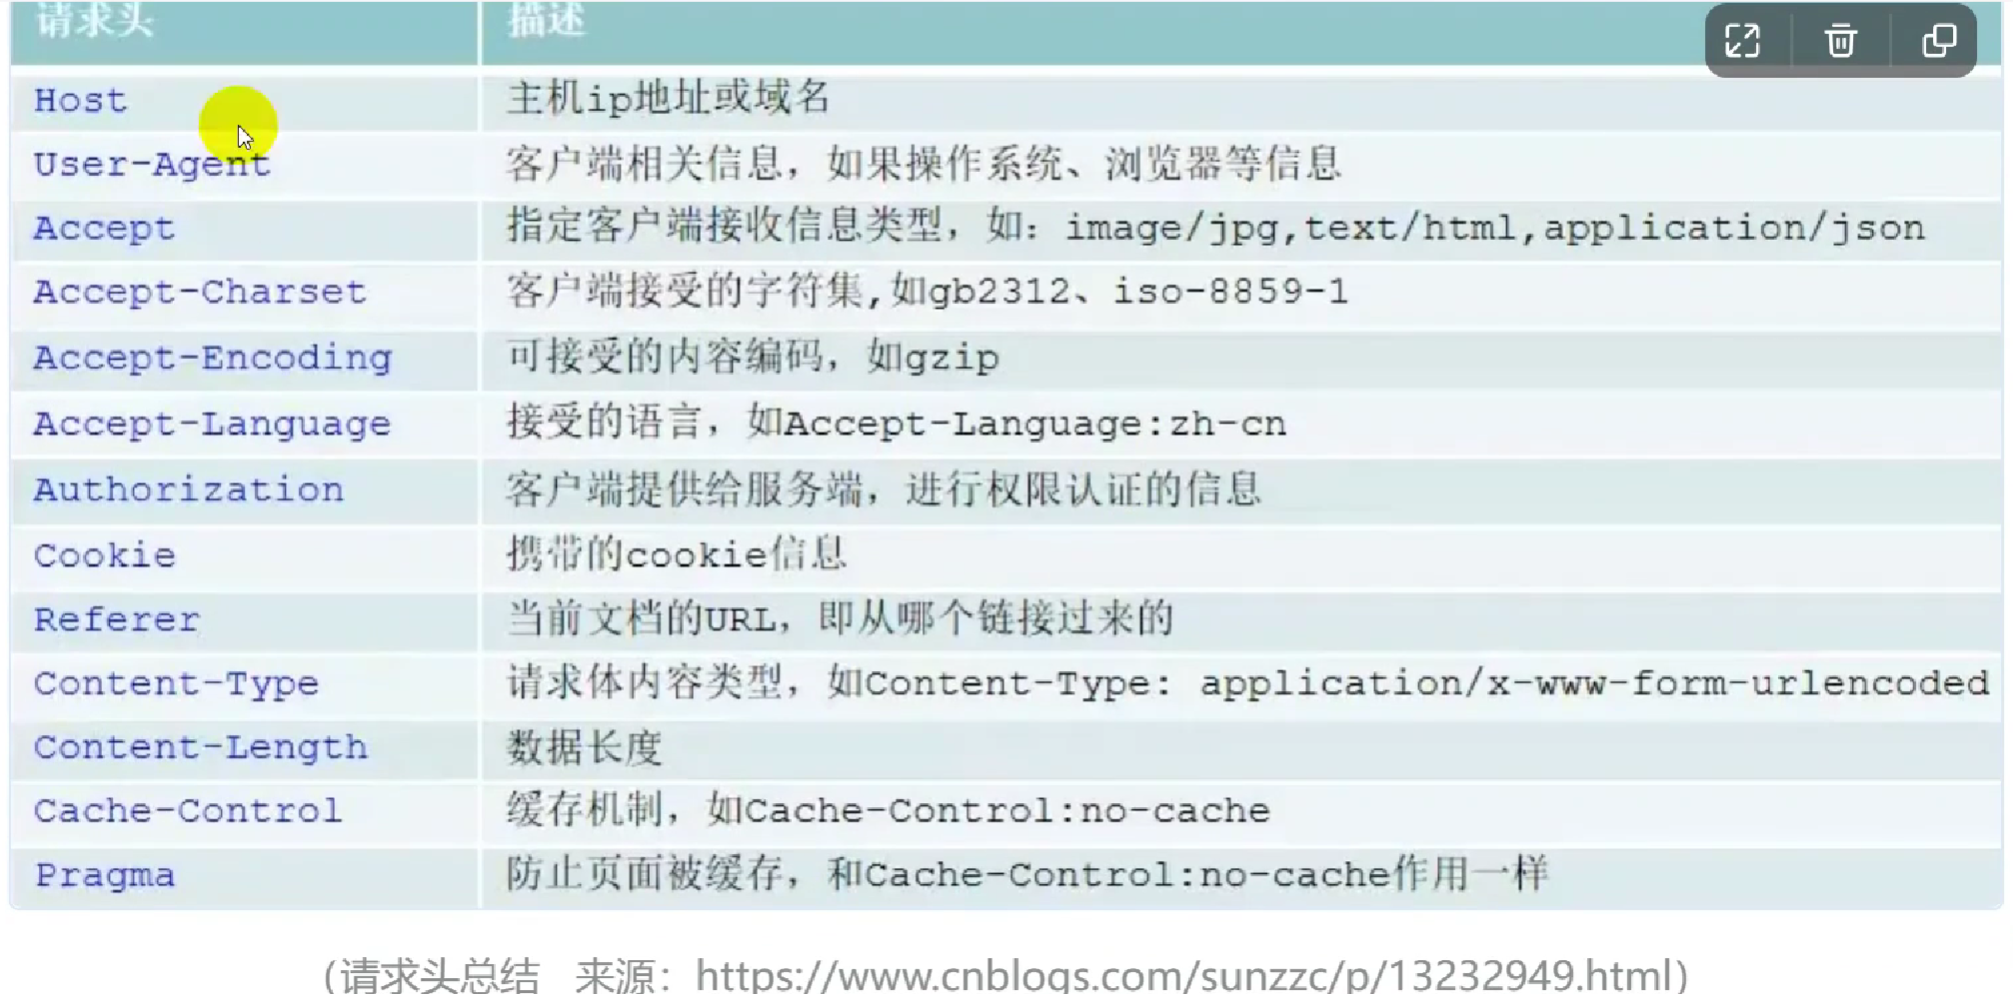 请求头 描述
Host 主机ip地址或域名
User-Agent 客户端相关信息，如果操作系统、浏览器等信息
Accept 指定客户端接收信息类型，如：image/jpg,text/html,application/json
Accept-Charset 客户端接受的字符集,如gb2312、iso-8859-1
Accept-Encoding 可接受的内容编码，如gzip
Accept-Language 接受的语言，如Accept-Language:zh-cn
Authorization 客户端提供给服务端，进行权限认证的信息
Cookie 携带的cookie信息
Referer 当前文档的URL，即从哪个链接过来的
Content-Type 请求体内容类型，如Content-Type: application/x-www-form-urlencoded
Content-Length 数据长度
Cache-Control 缓存机制，如Cache-Control:no-cache
Pragma 防止页面被缓存，和Cache-Control:no-cache作用一样
（请求头总结 来源：https://www.cnblogs.com/sunzzc/p/13232949.html）